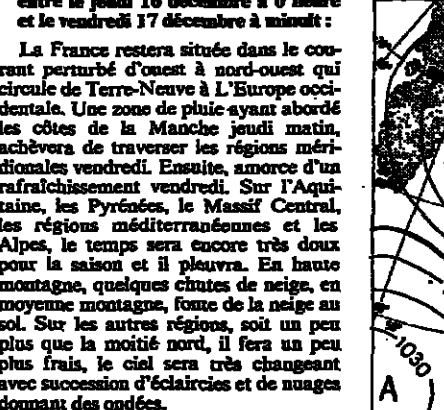 entre le jeudi 16 décembre à 0 heure
et le vendredi 17 décembre à minuit :
La France restera située dans le cou-
rant perturbé d'ouest à nord-ouest qui
circule de Terre-Neuve à L'Europe occi-
dentale. Une zone de pluie ayant abordé
les côtes de la Manche jeudi matin,
achèvera de traverser les régions méri-
dionales vendredi. Ensuite, amorce d'un
rafraîchissement vendredi. Sur l'Aqui-
taine, les Pyrénées, le Massif Central,
les régions méditerranéennes et les
Alpes, le temps sera encore très doux
pour la saison et il pleuvra. En haute
montagne, quelques chutes de neige, en
moyenne montagne, fonte de la neige au
sol. Sur les autres régions, soit un peu
plus que la moitié nord, il fera un peu
plus frais, le ciel sera très changeant
avec succession d'éclaircies et de nuages
donnant des ondées.
1030
A